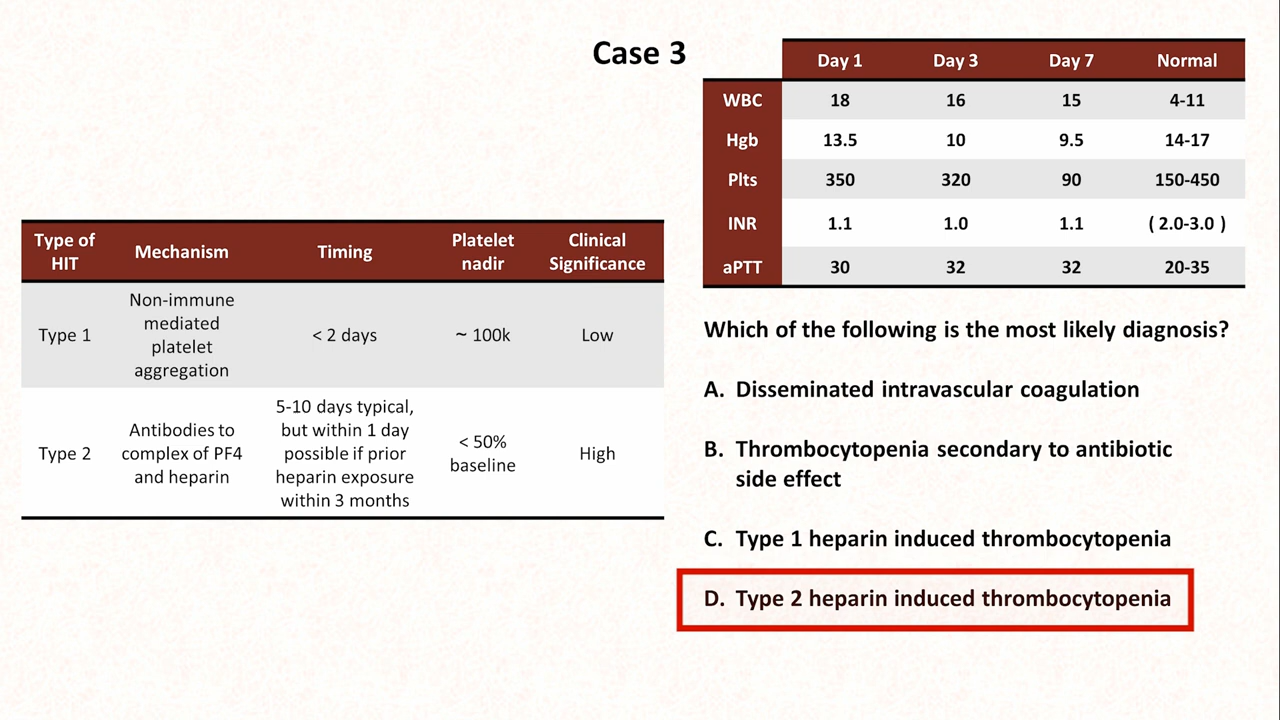 Case 3
Day 1 Day 3 Day 7 Normal
WBC 18 16 15 4-11
Hgb 13.5 10 9.5 14-17
Plts 350 320 90 150-450
INR 1.1 1.0 1.1 ( 2.0-3.0 )
aPTT 30 32 32 20-35
Type of
HIT
Mechanism
Timing
Platelet
nadir
Clinical
Significance
Type 1
Non-immune
mediated
platelet
aggregation
< 2 days
~ 100k
Low
Type 2
Antibodies to
complex of PF4
and heparin
5-10 days typical,
but within 1 day
possible if prior
heparin exposure
within 3 months
< 50%
baseline
High
Which of the following is the most likely diagnosis?
A. Disseminated intravascular coagulation
B. Thrombocytopenia secondary to antibiotic
side effect
C. Type 1 heparin induced thrombocytopenia
D. Type 2 heparin induced thrombocytopenia